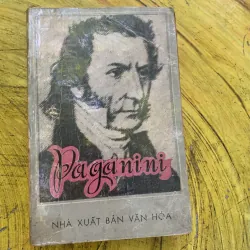 Paganini
NHÀ XUẤT BẢN VĂN HÓA